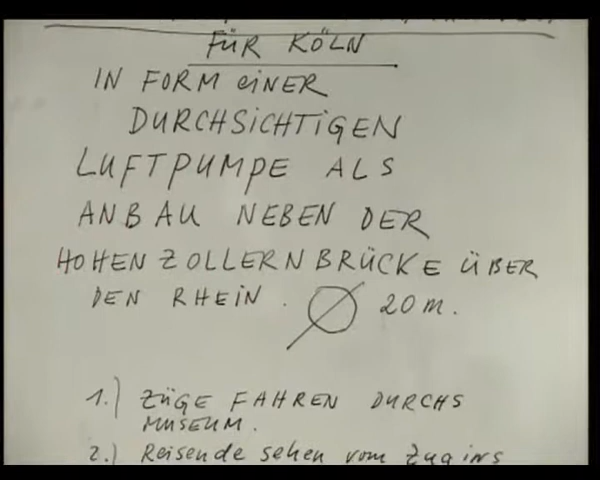 FÜR KÖLN
IN FORM EINER
DURCHSICHTIGEN
LUFTPUMPE ALS
ANBAU NEBEN DER
HOHENZOLLERNBRÜCKE ÜBER
DEN RHEIN. Ø 20 m.
1.) ZÜGE FAHREN DURCHS
MUSEUM.
2.) Reisende sehen vom Zug ins